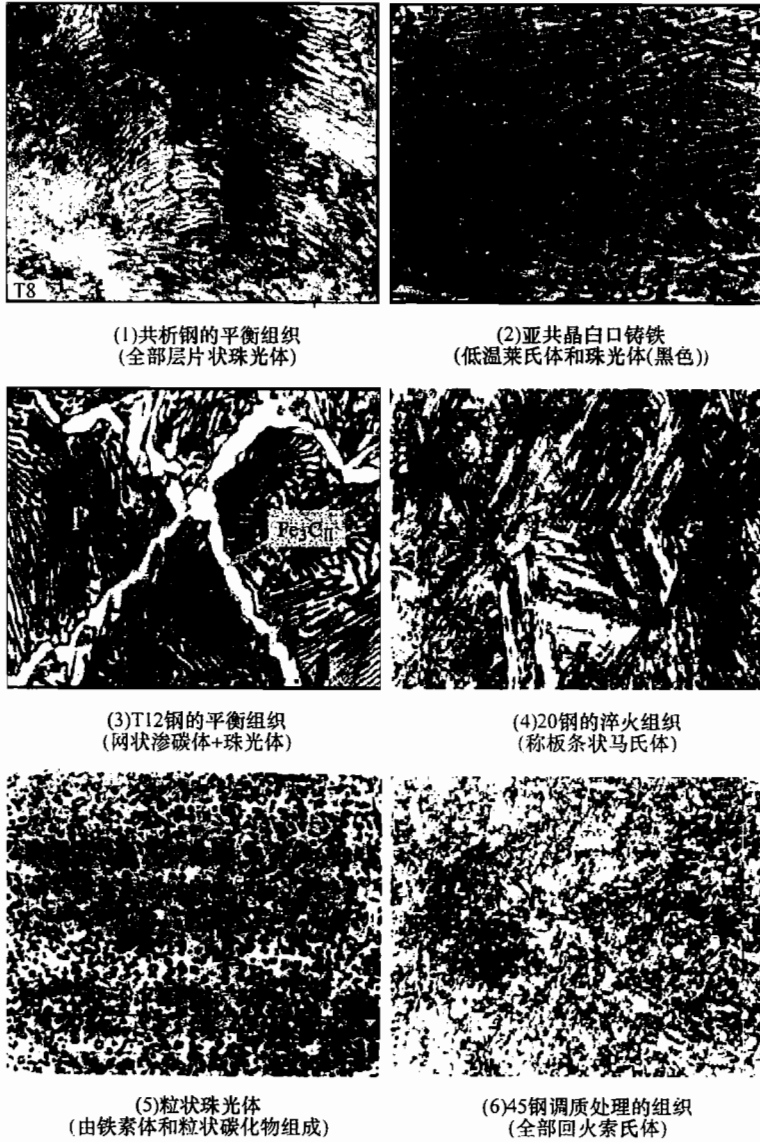 T8
(1)共析钢的平衡组织
(全部层片状珠光体)
(2)亚共晶白口铸铁
(低温莱氏体和珠光体(黑色))
Fe₃CⅡ
(3)T12钢的平衡组织
(网状渗碳体+珠光体)
(4)20钢的淬火组织
(称板条状马氏体)
(5)粒状珠光体
(由铁素体和粒状碳化物组成)
(6)45钢调质处理的组织
(全部回火索氏体)